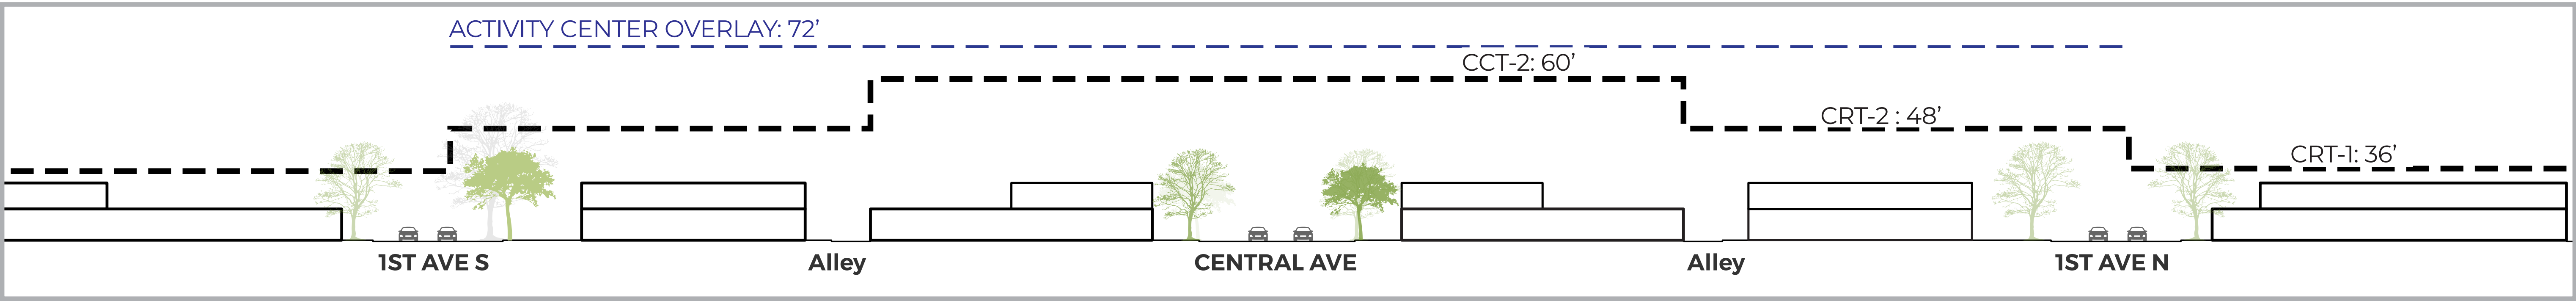 ACTIVITY CENTER OVERLAY: 72’
CCT-2: 60’
CRT-2 : 48’
CRT-1: 36’
1ST AVE S
Alley
CENTRAL AVE
Alley
1ST AVE N